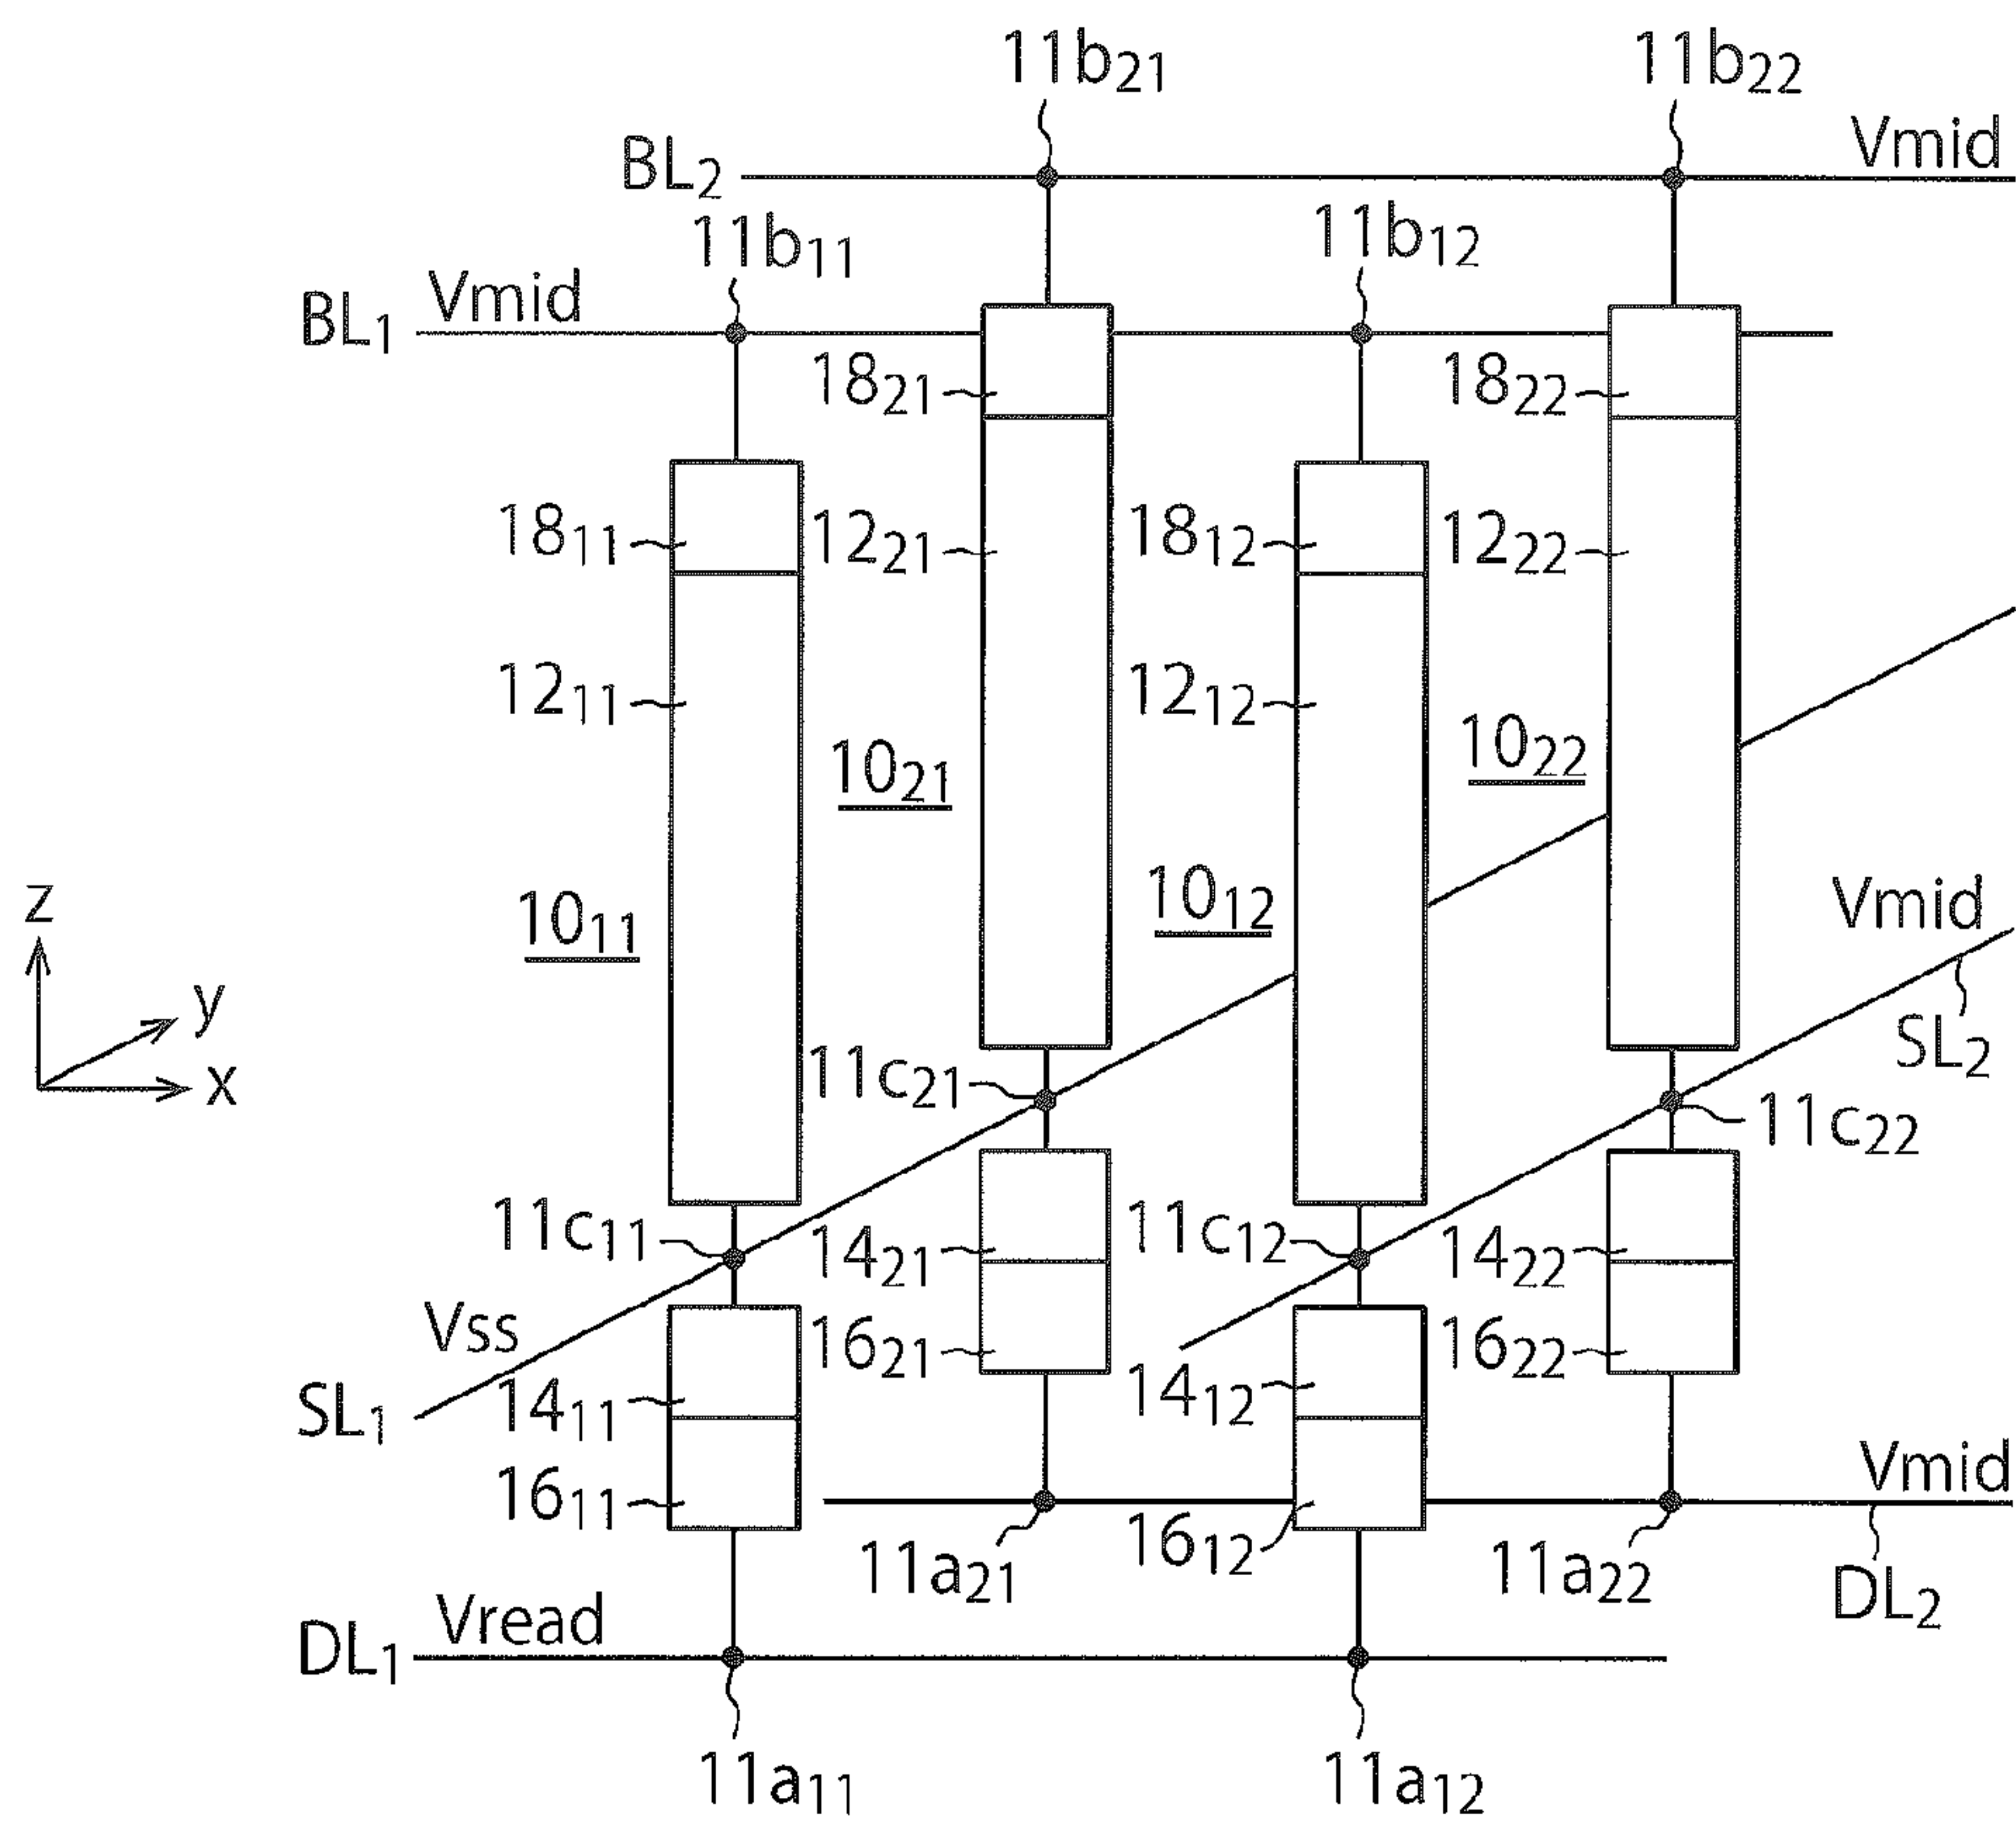 11b₂₁ 11b₂₂
BL₂ Vmid
11b₁₁ 11b₁₂
BL₁ Vmid
18₂₁ 18₂₂
18₁₁ 12₂₁ 18₁₂ 12₂₂
12₁₁ 12₁₂
10₂₁ 10₂₂
10₁₁ 10₁₂
z
y
x
Vmid
SL₂
11c₂₁ 11c₂₂
11c₁₁ 14₂₁ 11c₁₂ 14₂₂
Vss 16₂₁ 16₂₂
SL₁ 14₁₁ 14₁₂
16₁₁ 16₁₂ Vmid
11a₂₁ 11a₂₂ DL₂
DL₁ Vread
11a₁₁ 11a₁₂